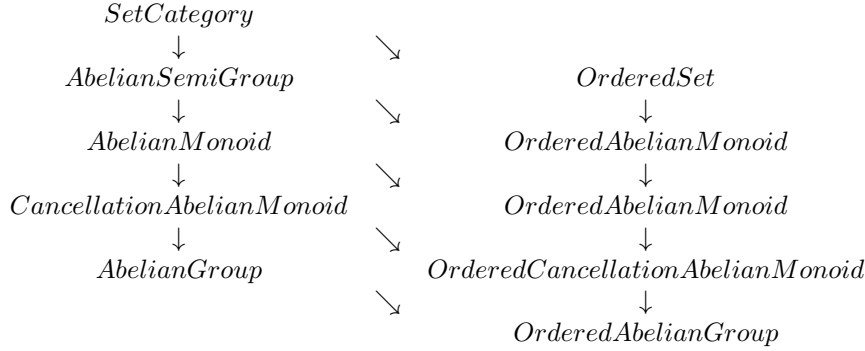 SetCategory
↓ ↘
AbelianSemiGroup OrderedSet
↓ ↘ ↓
AbelianMonoid OrderedAbelianMonoid
↓ ↘ ↓
CancellationAbelianMonoid OrderedAbelianMonoid
↓ ↘ ↓
AbelianGroup OrderedCancellationAbelianMonoid
↘ ↓
OrderedAbelianGroup